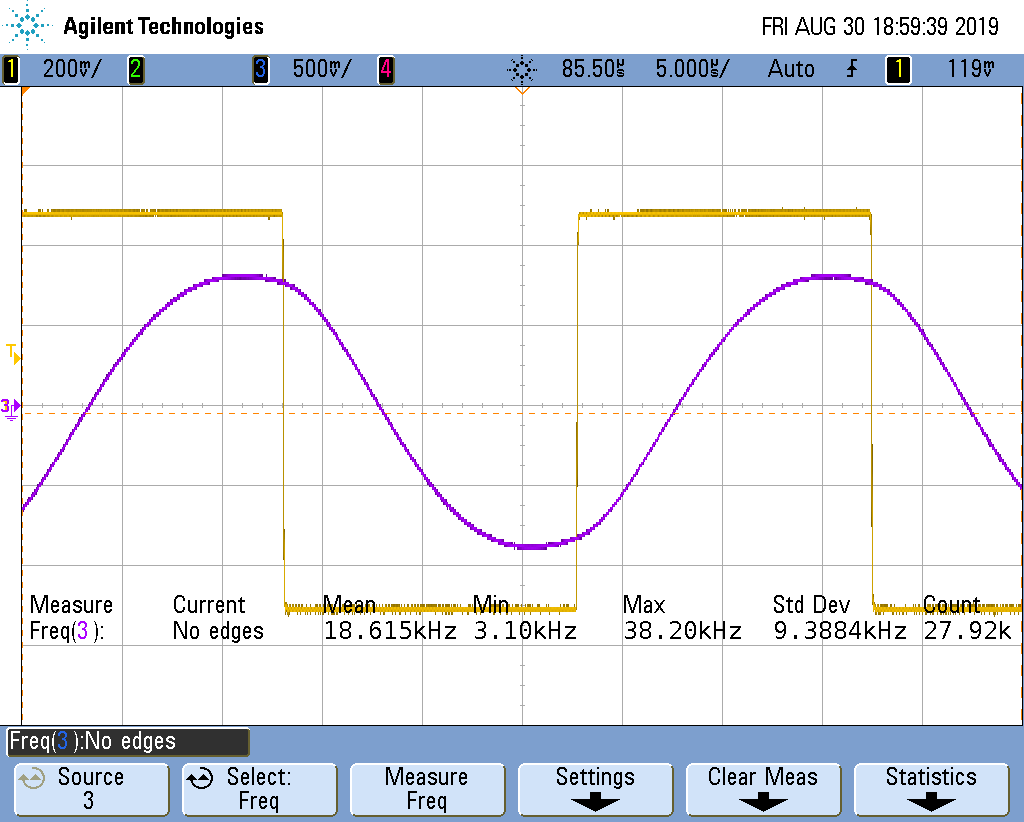 Agilent Technologies FRI AUG 30 18:59:39 2019
1 200mV/ 2 3 500mV/ 4 85.50µs 5.000µs/ Auto 1 119mV
T
3
Measure Current Mean Min Max Std Dev Count
Freq(3): No edges 18.615kHz 3.10kHz 38.20kHz 9.3884kHz 27.92k
Freq(3):No edges
Source Select: Measure Settings Clear Meas Statistics
3 Freq Freq